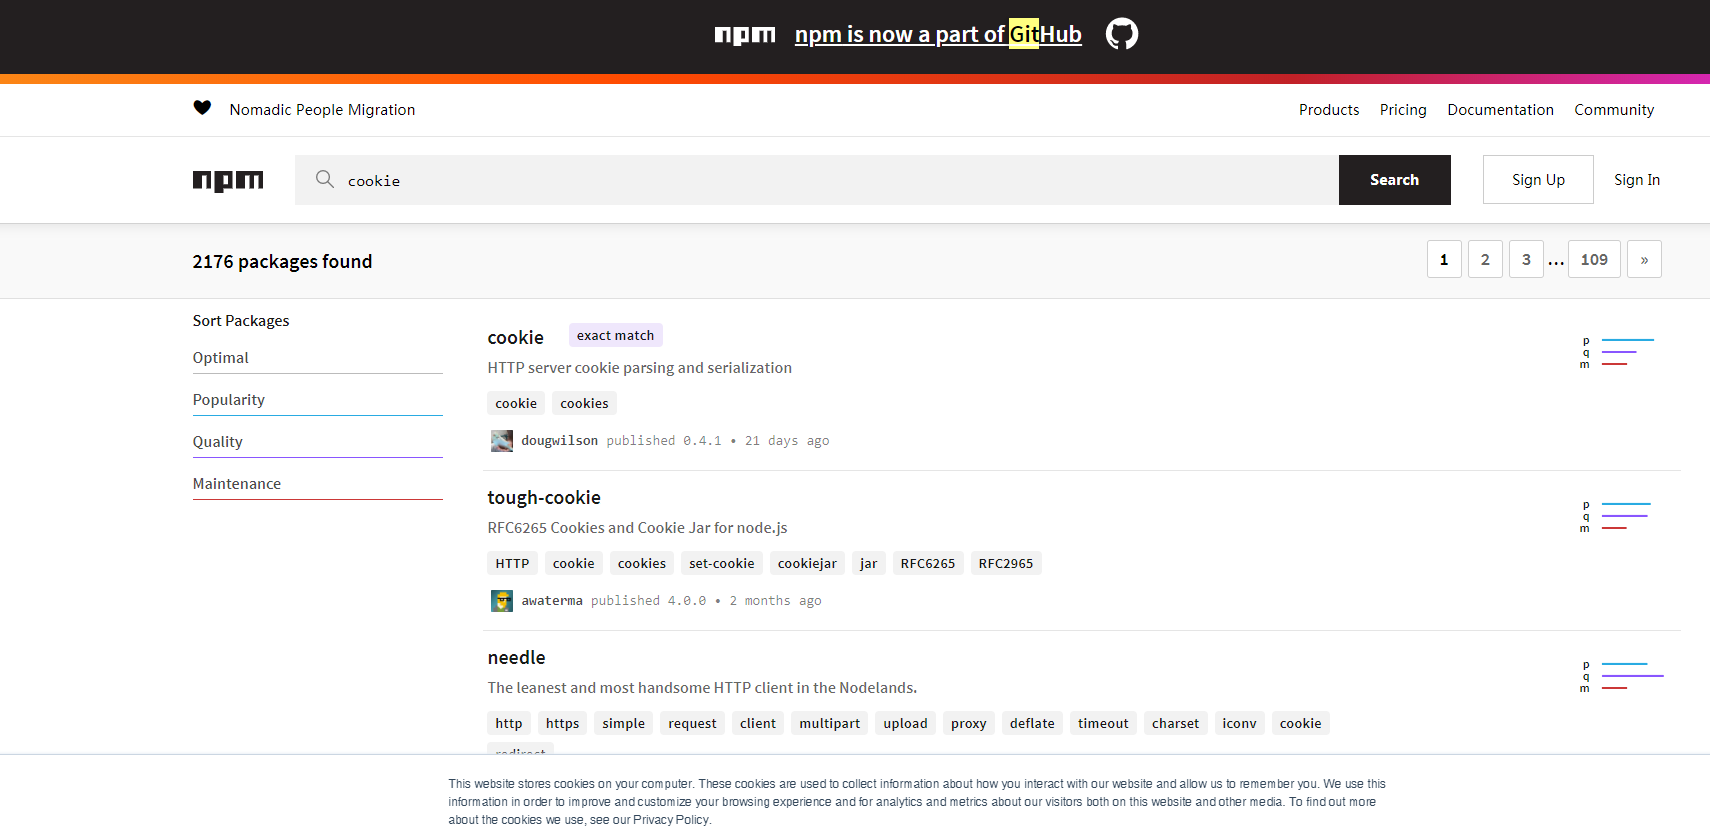 npm npm is now a part of GitHub
Nomadic People Migration Products Pricing Documentation Community
npm cookie Search Sign Up Sign In
2176 packages found 1 2 3 ... 109 »
Sort Packages
Optimal
Popularity
Quality
Maintenance
cookie exact match
HTTP server cookie parsing and serialization
cookie cookies
dougwilson published 0.4.1 • 21 days ago
p
q
m
tough-cookie
RFC6265 Cookies and Cookie Jar for node.js
HTTP cookie cookies set-cookie cookiejar jar RFC6265 RFC2965
awaterma published 4.0.0 • 2 months ago
p
q
m
needle
The leanest and most handsome HTTP client in the Nodelands.
http https simple request client multipart upload proxy deflate timeout charset iconv cookie
redirect
p
q
m
This website stores cookies on your computer. These cookies are used to collect information about how you interact with our website and allow us to remember you. We use this
information in order to improve and customize your browsing experience and for analytics and metrics about our visitors both on this website and other media. To find out more
about the cookies we use, see our Privacy Policy.